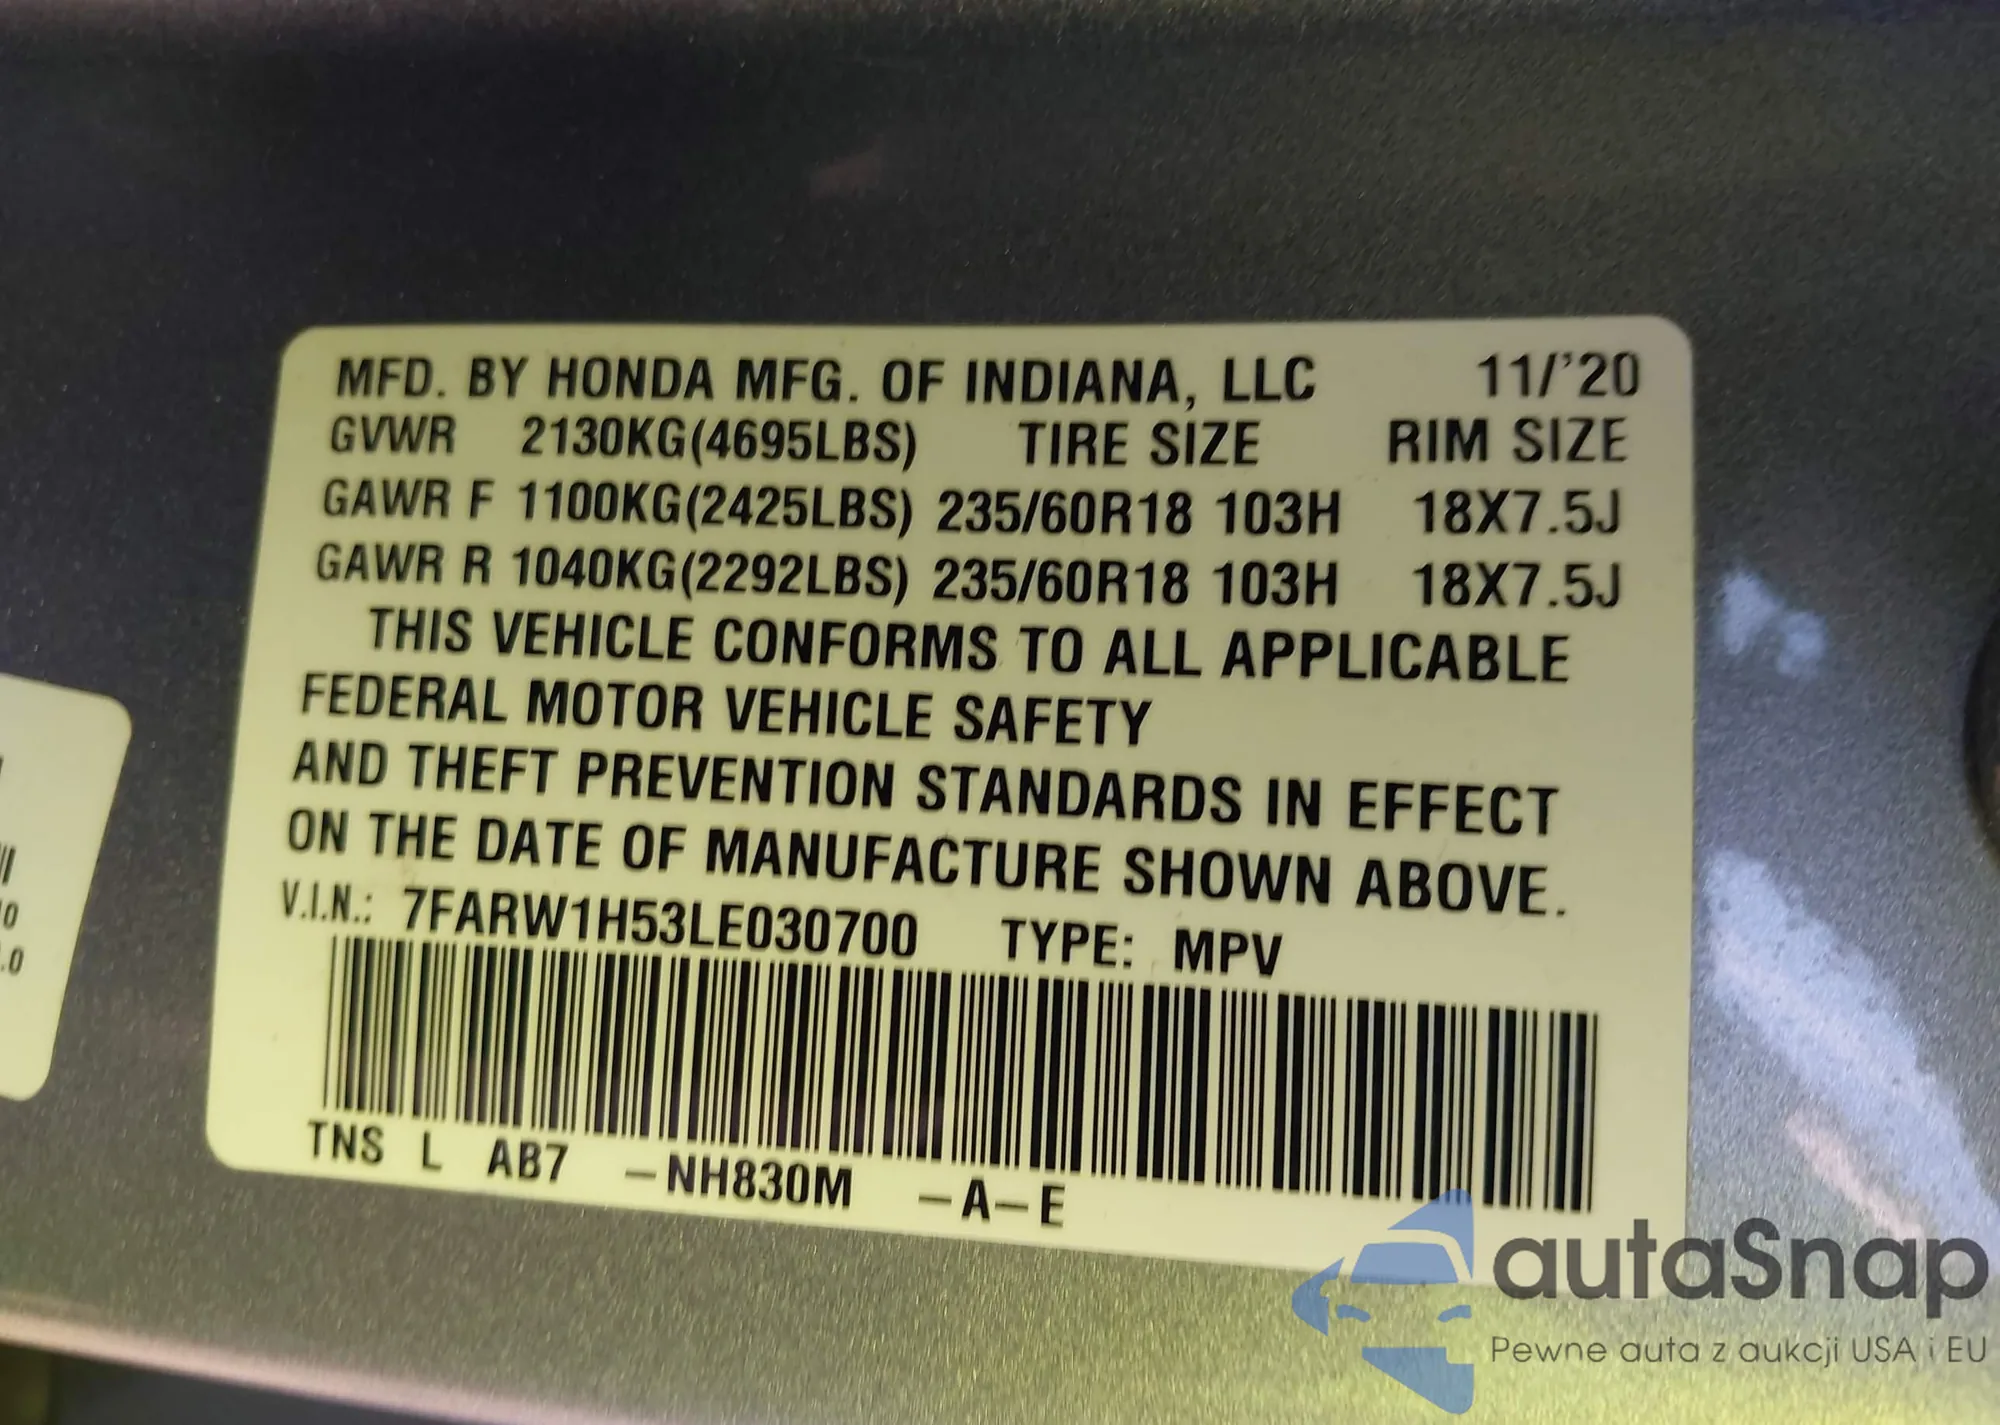 MFD. BY HONDA MFG. OF INDIANA, LLC 11/'20
GVWR 2130KG(4695LBS) TIRE SIZE RIM SIZE
GAWR F 1100KG(2425LBS) 235/60R18 103H 18X7.5J
GAWR R 1040KG(2292LBS) 235/60R18 103H 18X7.5J
THIS VEHICLE CONFORMS TO ALL APPLICABLE
FEDERAL MOTOR VEHICLE SAFETY
AND THEFT PREVENTION STANDARDS IN EFFECT
ON THE DATE OF MANUFACTURE SHOWN ABOVE.
V.I.N.: 7FARW1H53LE030700 TYPE: MPV
TNS L AB7 -NH830M -A-E
autaSnap
Pewne auta z aukcji USA i EU